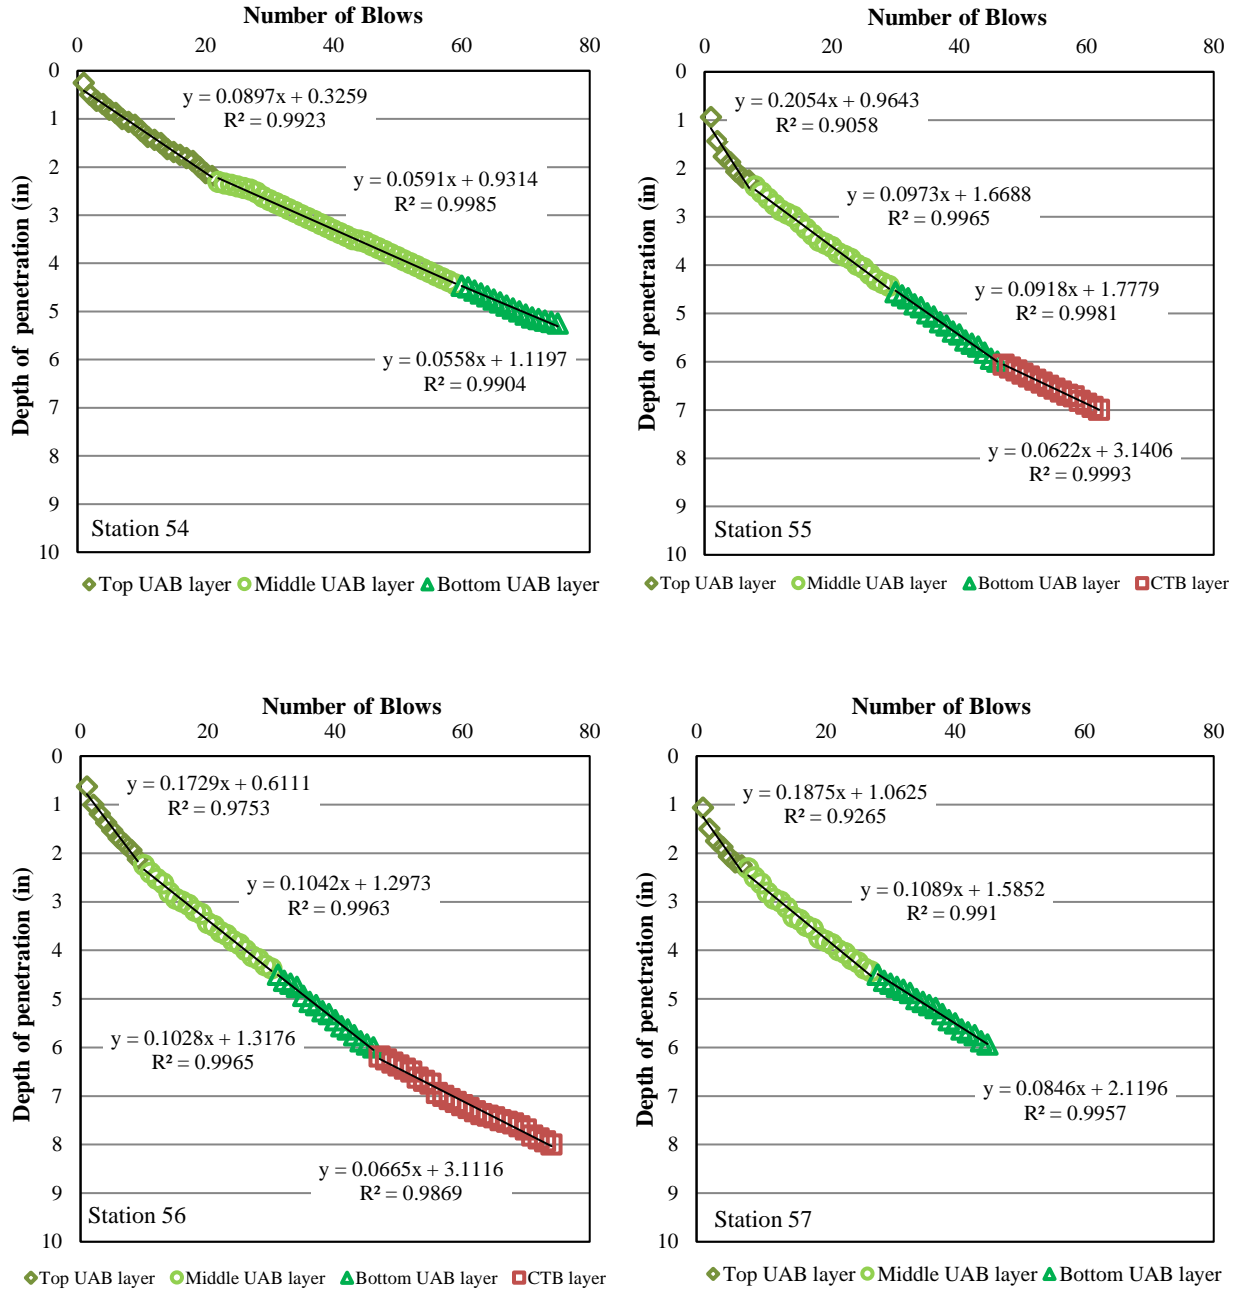 Number of Blows
0 20 40 60 80
0
1
2
3
4
5
6
7
8
9
10
Depth of penetration (in)
y = 0.0897x + 0.3259
R² = 0.9923
y = 0.0591x + 0.9314
R² = 0.9985
y = 0.0558x + 1.1197
R² = 0.9904
Station 54
Top UAB layer Middle UAB layer Bottom UAB layer
Number of Blows
0 20 40 60 80
0
1
2
3
4
5
6
7
8
9
10
Depth of penetration (in)
y = 0.2054x + 0.9643
R² = 0.9058
y = 0.0973x + 1.6688
R² = 0.9965
y = 0.0918x + 1.7779
R² = 0.9981
y = 0.0622x + 3.1406
R² = 0.9993
Station 55
Top UAB layer Middle UAB layer Bottom UAB layer CTB layer
Number of Blows
0 20 40 60 80
0
1
2
3
4
5
6
7
8
9
10
Depth of penetration (in)
y = 0.1729x + 0.6111
R² = 0.9753
y = 0.1042x + 1.2973
R² = 0.9963
y = 0.1028x + 1.3176
R² = 0.9965
y = 0.0665x + 3.1116
R² = 0.9869
Station 56
Top UAB layer Middle UAB layer Bottom UAB layer CTB layer
Number of Blows
0 20 40 60 80
0
1
2
3
4
5
6
7
8
9
10
Depth of penetration (in)
y = 0.1875x + 1.0625
R² = 0.9265
y = 0.1089x + 1.5852
R² = 0.991
y = 0.0846x + 2.1196
R² = 0.9957
Station 57
Top UAB layer Middle UAB layer Bottom UAB layer